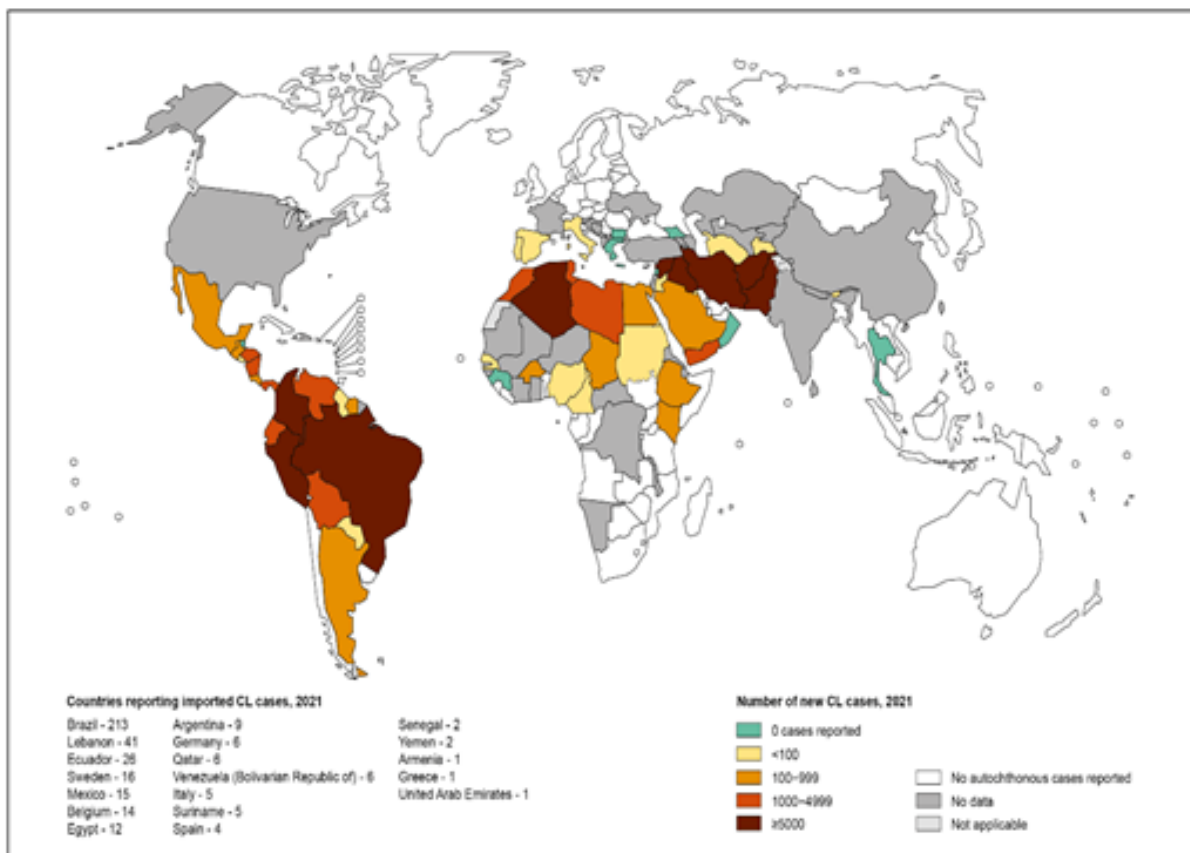 Countries reporting imported CL cases, 2021
Brazil - 213
Lebanon - 41
Ecuador - 26
Sweden - 16
Mexico - 15
Belgium - 14
Egypt - 12
Argentina - 9
Germany - 6
Qatar - 6
Venezuela (Bolivarian Republic of) - 6
Italy - 5
Suriname - 5
Spain - 4
Senegal - 2
Yemen - 2
Armenia - 1
Greece - 1
United Arab Emirates - 1
Number of new CL cases, 2021
0 cases reported
<100
100–999
1000–4999
≥5000
No autochthonous cases reported
No data
Not applicable